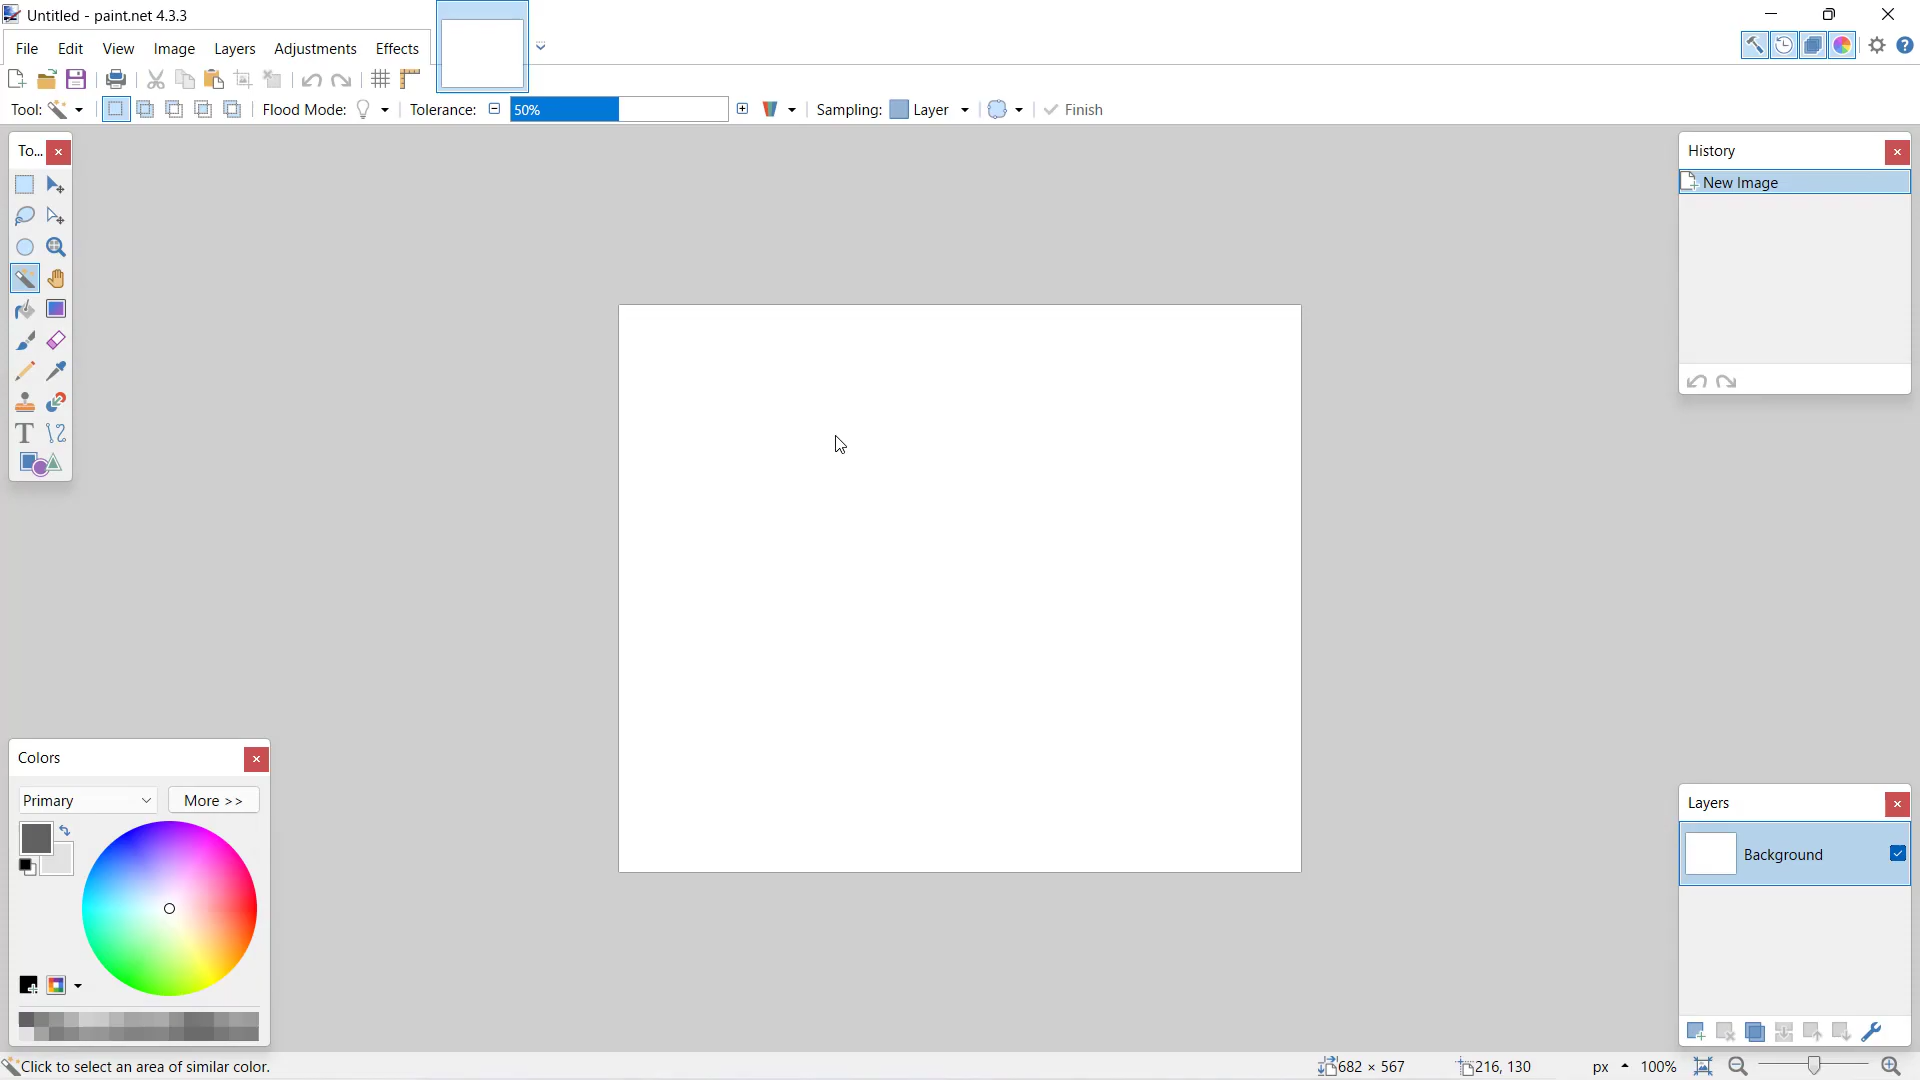 Untitled - paint.net 4.3.3
File Edit View Image Layers Adjustments Effects
Tool: Flood Mode: Tolerance: 50% Sampling: Layer Finish
To...
History
New Image
Colors
Primary More >>
Layers
Background
Click to select an area of similar color. 682 × 567 216, 130 px 100%